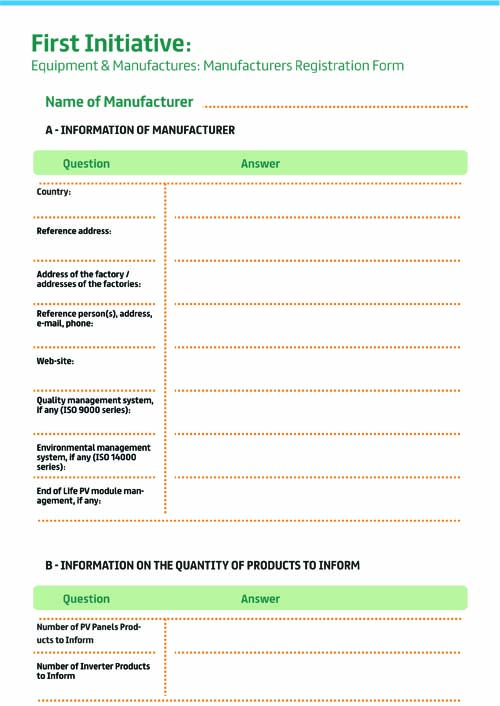 First Initiative:
Equipment & Manufactures: Manufacturers Registration Form
Name of Manufacturer
A - INFORMATION OF MANUFACTURER
Question Answer
Country:
Reference address:
Address of the factory /
addresses of the factories:
Reference person(s), address,
e-mail, phone:
Web-site:
Quality management system,
if any (ISO 9000 series):
Environmental management
system, if any (ISO 14000
series):
End of Life PV module man-
agement, if any:
B - INFORMATION ON THE QUANTITY OF PRODUCTS TO INFORM
Question Answer
Number of PV Panels Prod-
ucts to Inform
Number of Inverter Products
to Inform